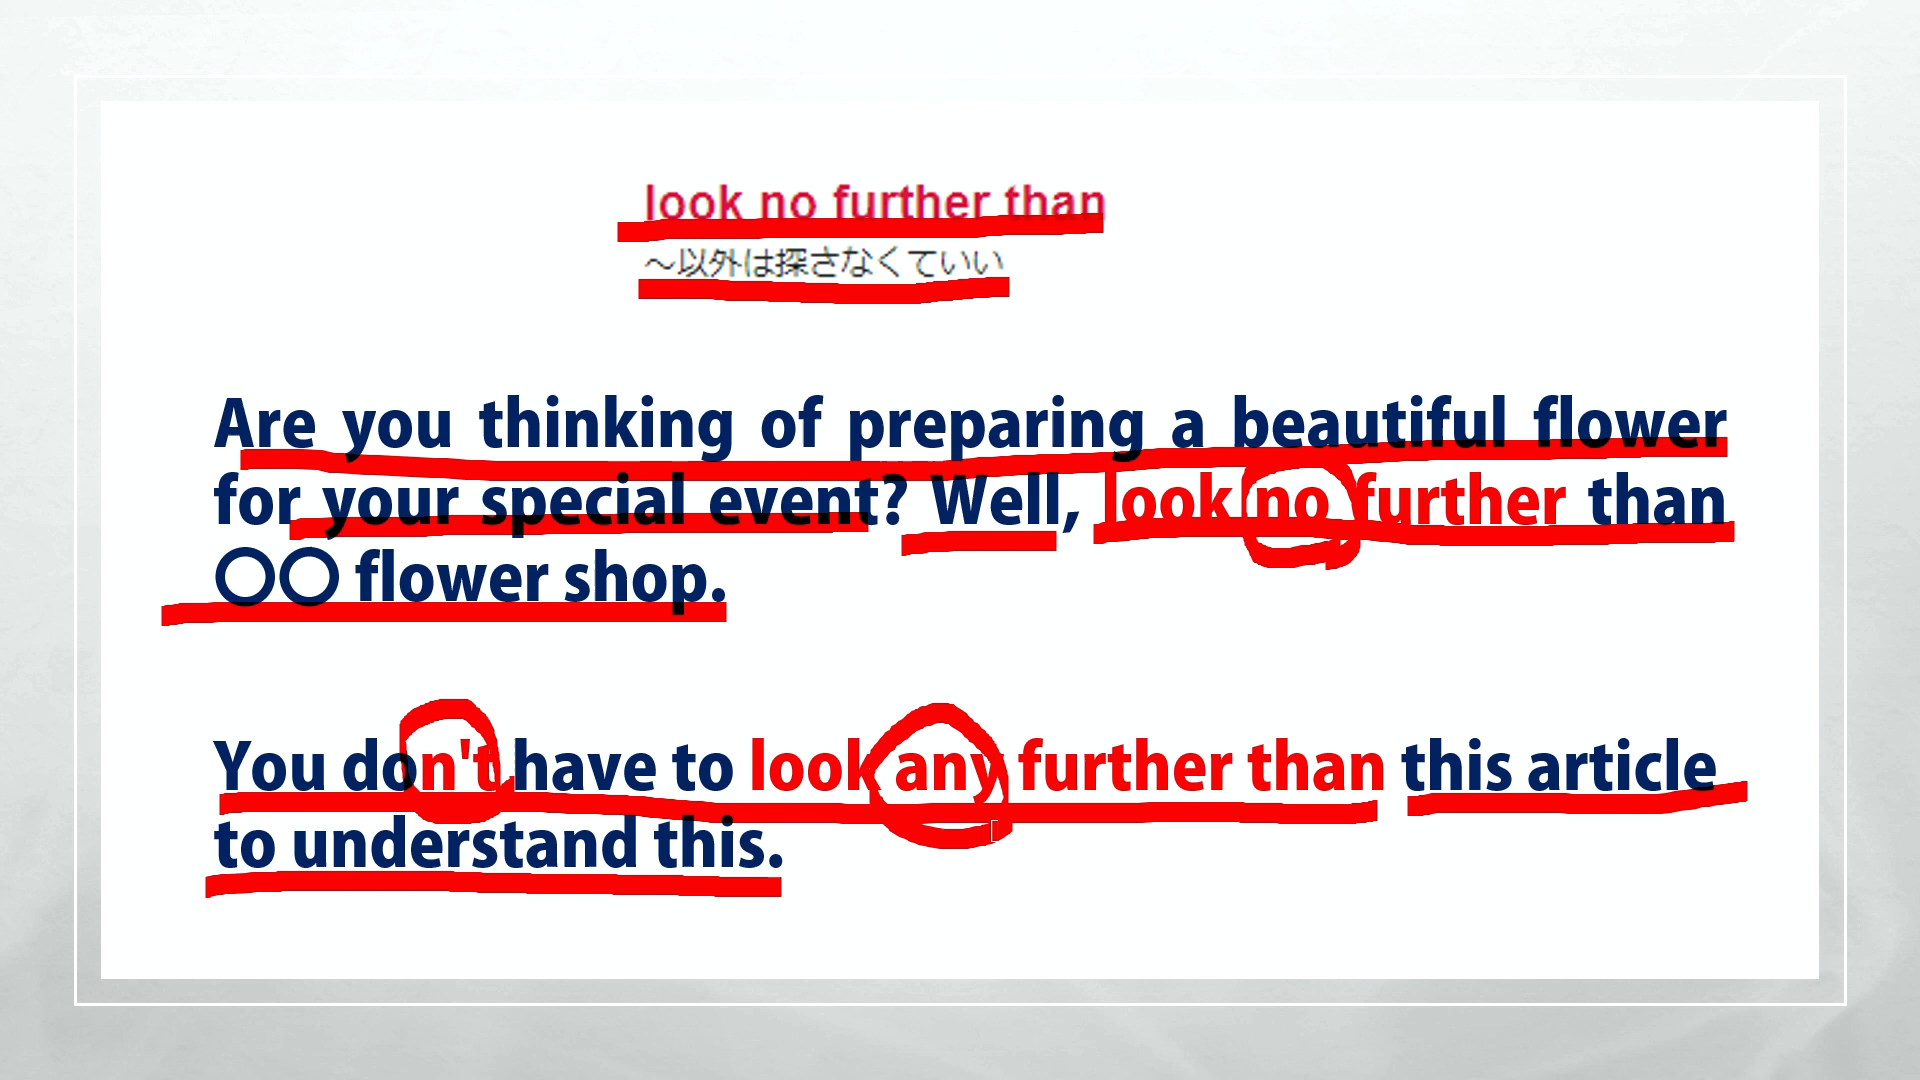 look no further than
～以外は探さなくていい
Are you thinking of preparing a beautiful flower
for your special event? Well, look no further than
〇〇 flower shop.
You don't have to look any further than this article
to understand this.